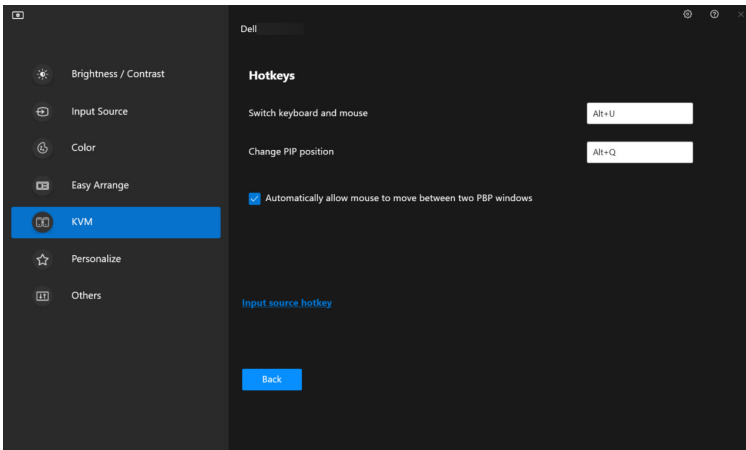 Dell
Brightness / Contrast
Input Source
Color
Easy Arrange
KVM
Personalize
Others
Hotkeys
Switch keyboard and mouse
Alt+U
Change PIP position
Alt+Q
Automatically allow mouse to move between two PBP windows
Input source hotkey
Back